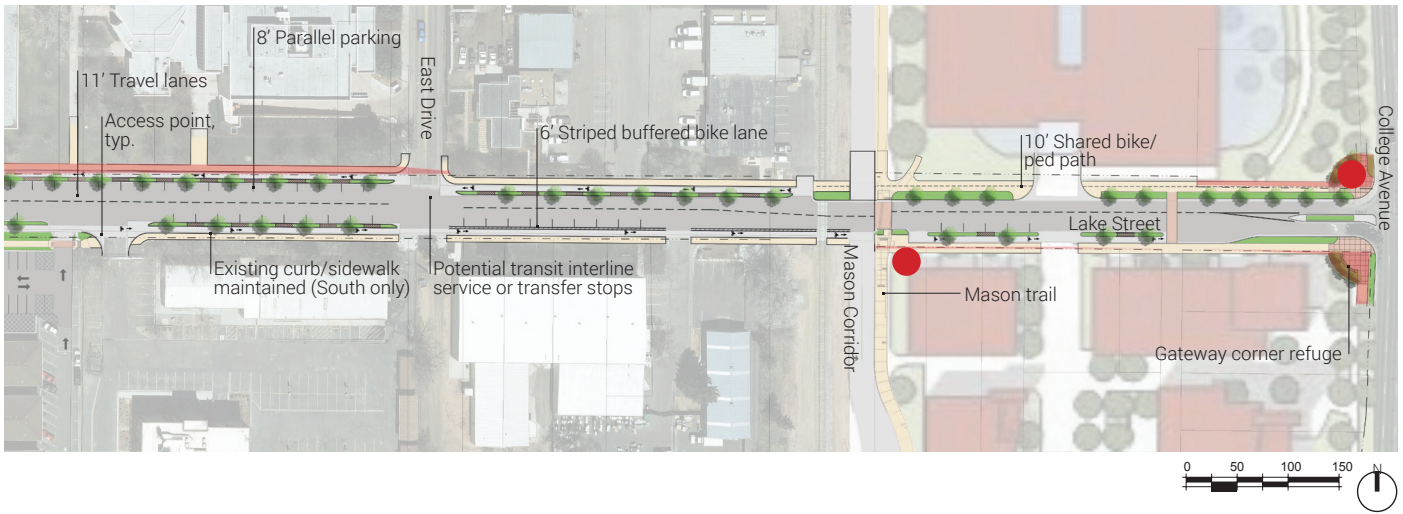 8’ Parallel parking
11’ Travel lanes
Access point,
typ.
East Drive
6’ Striped buffered bike lane
10’ Shared bike/
ped path
College Avenue
Lake Street
Existing curb/sidewalk
maintained (South only)
Potential transit interline
service or transfer stops
Mason Corridor
Mason trail
Gateway corner refuge
0 50 100 150
N